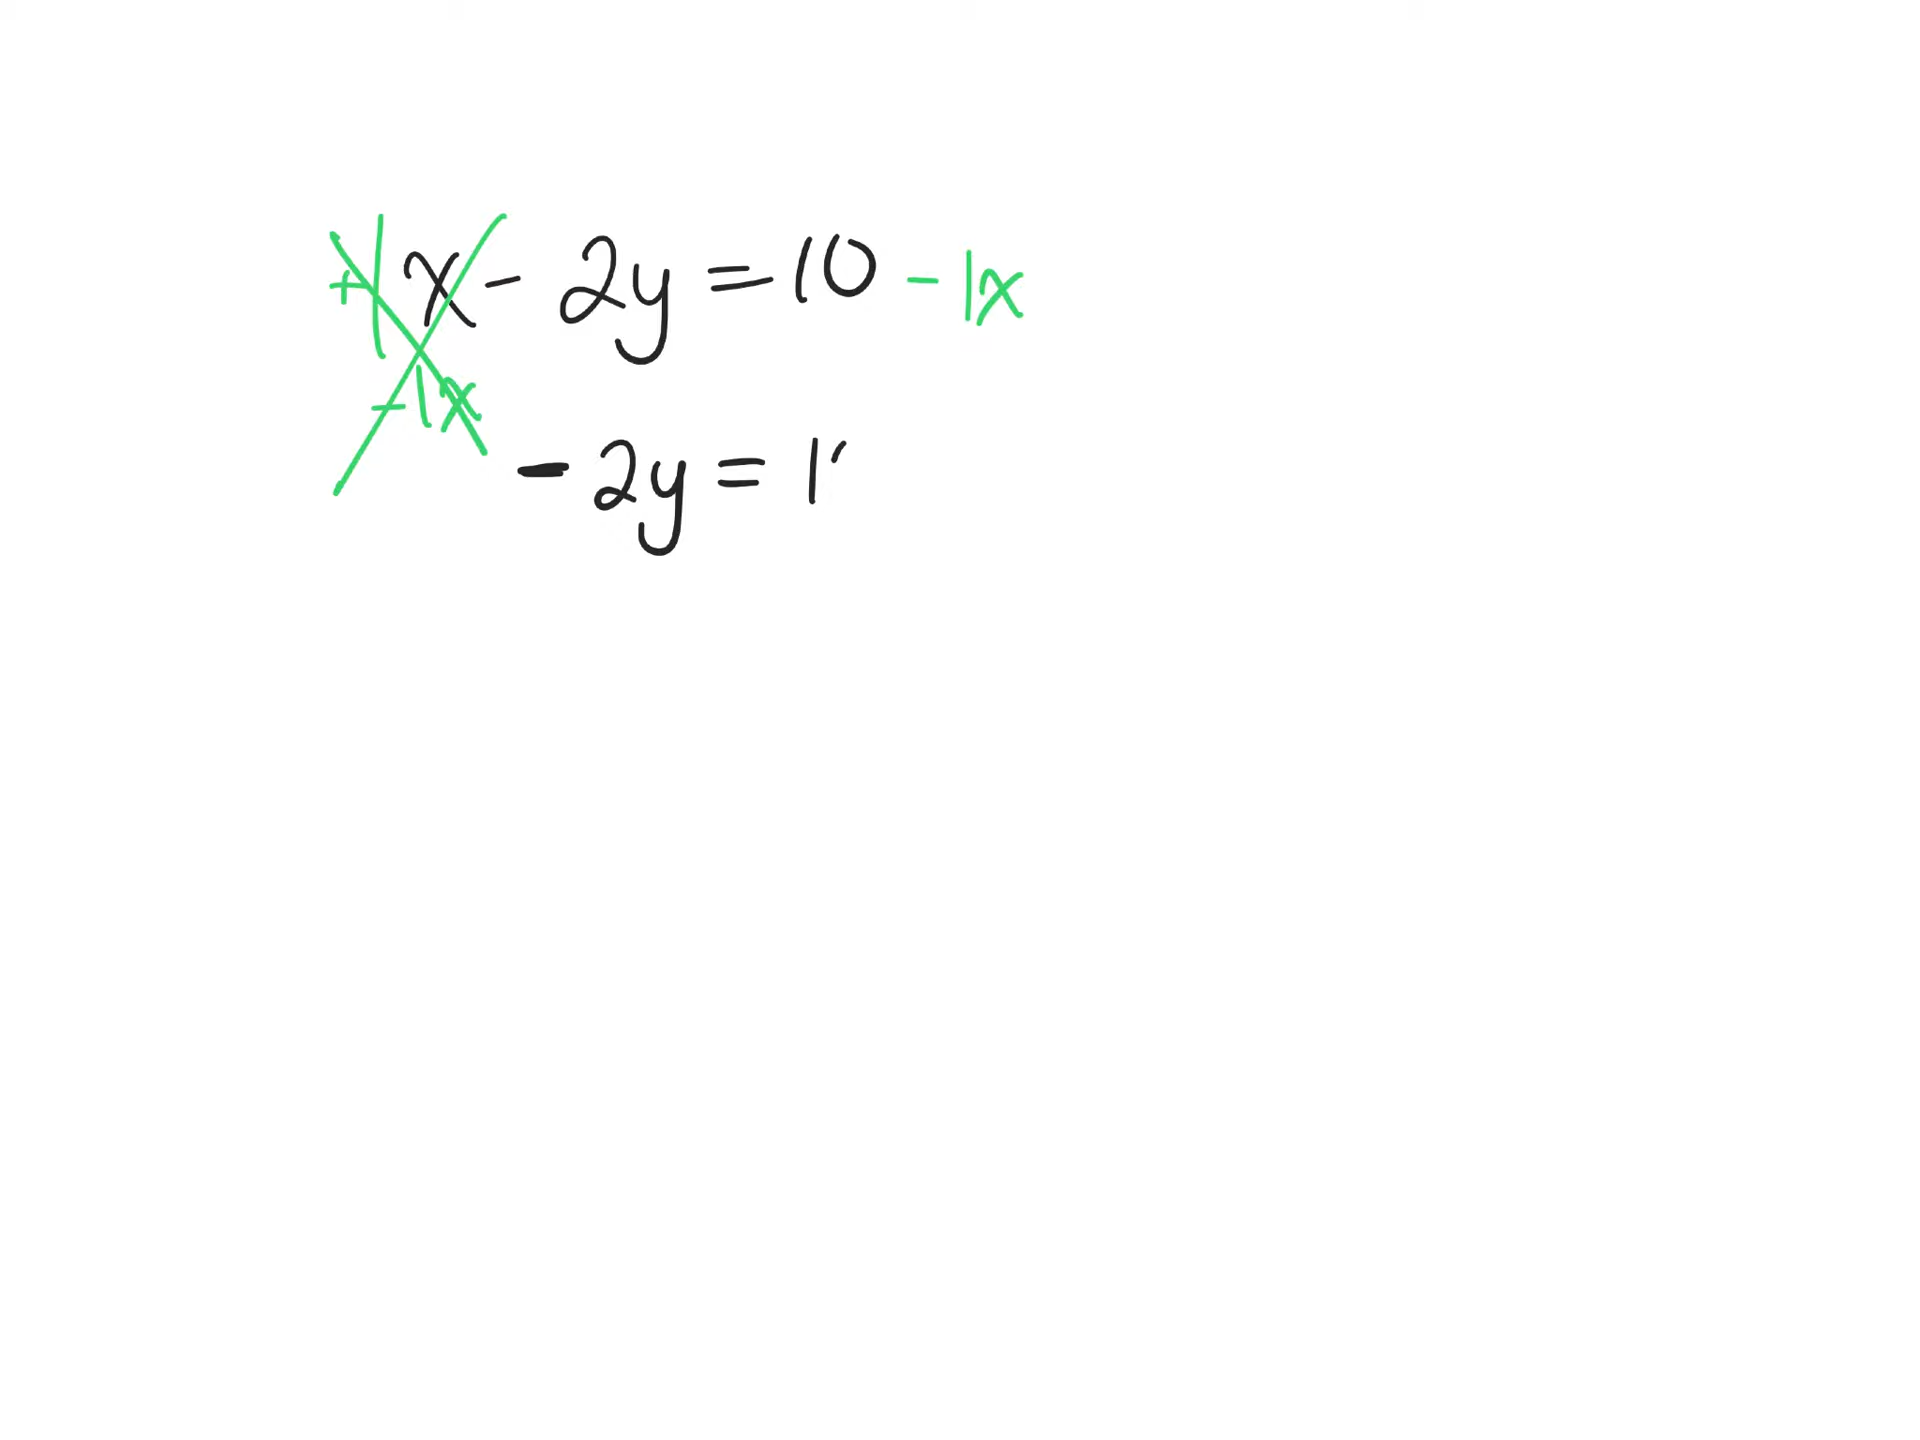 +1x - 2y = 10 - 1x
-1x
- 2y = 1